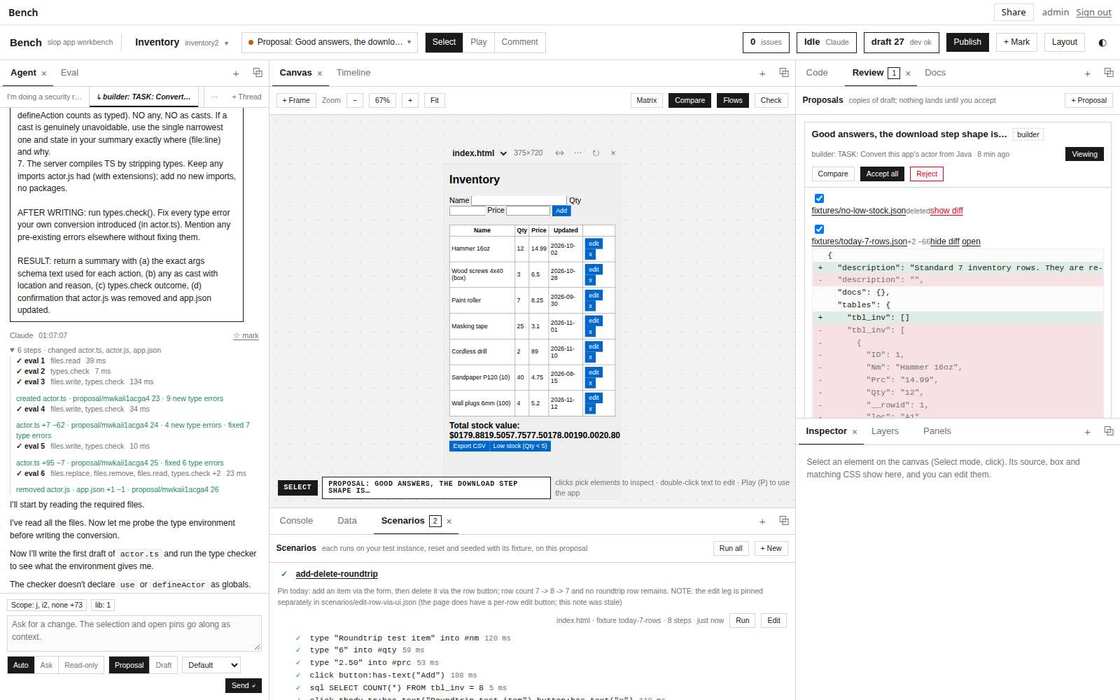 Bench
Share admin Sign out
Bench slop app workbench Inventory inventory2 ▾ Proposal: Good answers, the downlo… ▾ Select Play Comment 0 issues Idle Claude draft 27 dev ok Publish + Mark Layout
Agent × Eval +
I'm doing a security r… ↳ builder: TASK: Convert… ··· + Thread
defineAction counts as typed). NO any, NO as casts. If a
cast is genuinely unavoidable, use the single narrowest
one and state in your summary exactly where (file:line)
and why.
7. The server compiles TS by stripping types. Keep any
imports actor.js had (with extensions); add no new imports,
no packages.
AFTER WRITING: run types.check(). Fix every type error
your own conversion introduced (in actor.ts). Mention any
pre-existing errors elsewhere without fixing them.
RESULT: return a summary with (a) the exact args
schema text used for each action, (b) any as cast with
location and reason, (c) types.check outcome, (d)
confirmation that actor.js was removed and app.json
updated.
Claude 01:07:07 ☆ mark
▾ 6 steps · changed actor.ts, actor.js, app.json
✓ eval 1 files.read 39 ms
✓ eval 2 types.check 7 ms
✓ eval 3 files.write, types.check 134 ms
created actor.ts · proposal/mwkaii1acga4 23 · 9 new type errors
✓ eval 4 files.write, types.check 34 ms
actor.ts +7 −62 · proposal/mwkaii1acga4 24 · 4 new type errors · fixed 7
type errors
✓ eval 5 files.write, types.check 10 ms
actor.ts +95 −7 · proposal/mwkaii1acga4 25 · fixed 6 type errors
✓ eval 6 files.replace, files.remove, files.read, types.check +2 23 ms
removed actor.js · app.json +1 −1 · proposal/mwkaii1acga4 26
I'll start by reading the required files.
I've read all the files. Now let me probe the type environment
before writing the conversion.
Now I'll write the first draft of actor.ts and run the type checker
to see what the environment gives me.
The checker doesn't declare use or defineActor as globals.
Scope: j, i2, none +73 lib: 1
Ask for a change. The selection and open pins go along as
context.
Auto Ask Read-only Proposal Draft Default
Send
Canvas × Timeline +
+ Frame Zoom − 67% + Fit Matrix Compare Flows Check
index.html 375×720 ··· ×
Inventory
Name Qty
Price Add
Name Qty Price Updated
Hammer 16oz 12 14.99 2026-10-02 edit x
Wood screws 4x40 (box) 3 6.5 2026-10-28 edit x
Paint roller 7 8.25 2026-09-30 edit x
Masking tape 25 3.1 2026-11-01 edit x
Cordless drill 2 89 2026-11-10 edit x
Sandpaper P120 (10) 40 4.75 2026-08-15 edit x
Wall plugs 6mm (100) 4 5.2 2026-11-12 edit x
Total stock value:
$0179.8819.5057.7577.50178.00190.0020.80
Export CSV Low stock (Qty < 5)
SELECT PROPOSAL: GOOD ANSWERS, THE DOWNLOAD STEP SHAPE IS… clicks pick elements to inspect · double-click text to edit · Play (P) to use the app
Console Data Scenarios 2 × +
Scenarios each runs on your test instance, reset and seeded with its fixture, on this proposal Run all + New
✓ add-delete-roundtrip
Pin today: add an item via the form, then delete it via the row button; row count 7 -> 8 -> 7 and no roundtrip row remains. NOTE: the edit leg is pinned
separately in scenarios/edit-row-via-ui.json (the page does have a per-row edit button; this note was stale)
index html · fixture today-7-rows · 8 steps just now Run Edit
✓ type "Roundtrip test item" into #nm 120 ms
✓ type "6" into #qty 59 ms
✓ type "2.50" into #prc 53 ms
✓ click button:has-text("Add") 108 ms
✓ sql SELECT COUNT(*) FROM tbl_inv = 8 5 ms
Code Review 1 × Docs +
Proposals copies of draft; nothing lands until you accept + Proposal
Good answers, the download step shape is… builder
builder: TASK: Convert this app's actor from Java 8 min ago Viewing
Compare Accept all Reject
fixtures/no-low-stock.json deleted show diff
fixtures/today-7-rows.json +2 −66 hide diff open
{
+ "description": "Standard 7 inventory rows. They are re-
- "description": "",
"docs": {},
"tables": {
+ "tbl_inv": []
- "tbl_inv": [
- {
- "ID": 1,
- "Nm": "Hammer 16oz",
- "Prc": "14.99",
- "Qty": "12",
- "__rowid": 1,
Inspector × Layers Panels +
Select an element on the canvas (Select mode, click). Its source, box and
matching CSS show here, and you can edit them.